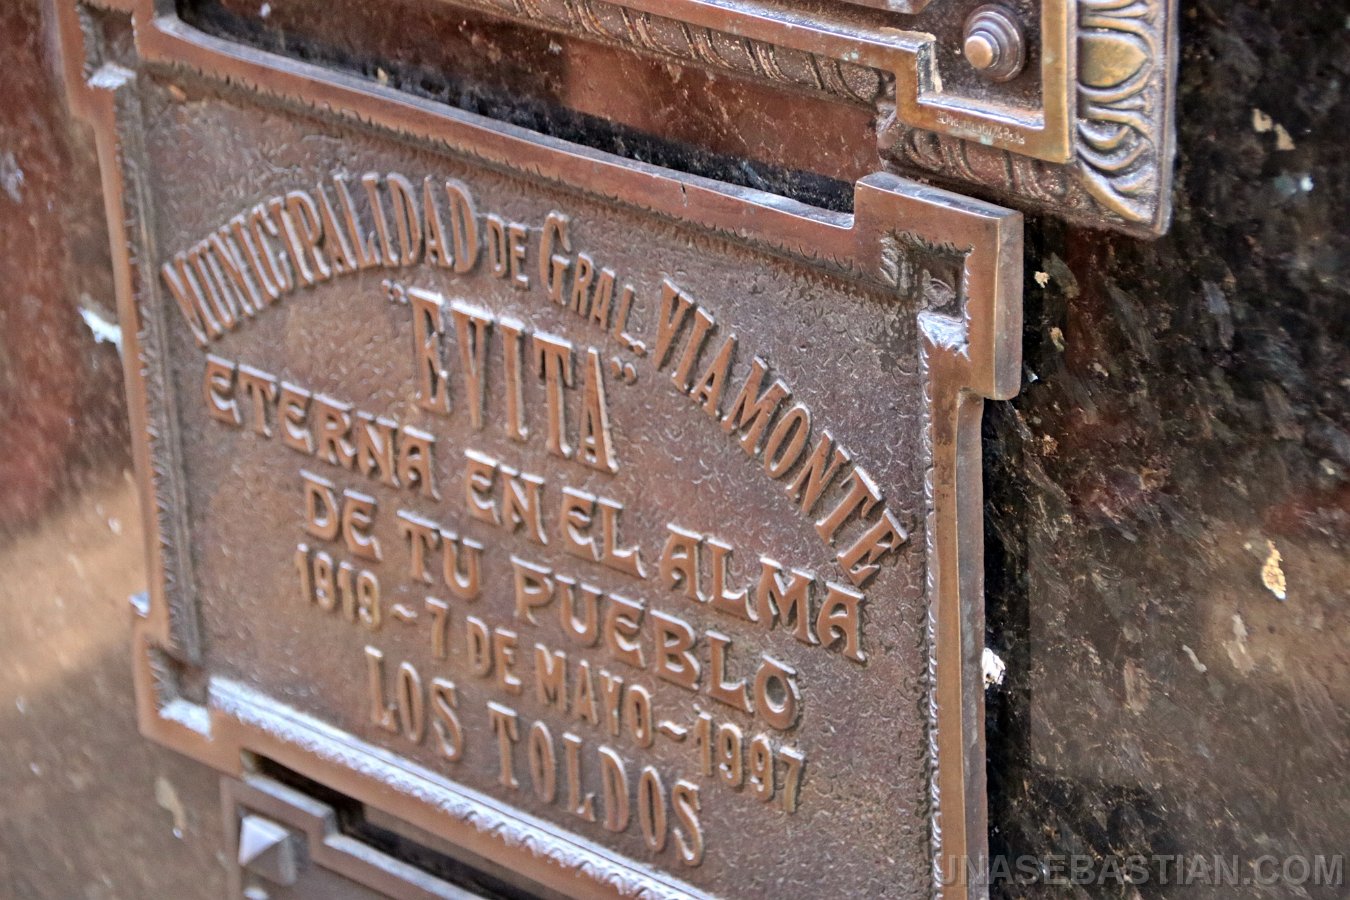 MUNICIPALIDAD DE GRAL. VIAMONTE
"EVITA"
ETERNA EN EL ALMA
DE TU PUEBLO
1919 ~ 7 DE MAYO ~ 1997
LOS TOLDOS
UNASEBASTIAN.COM